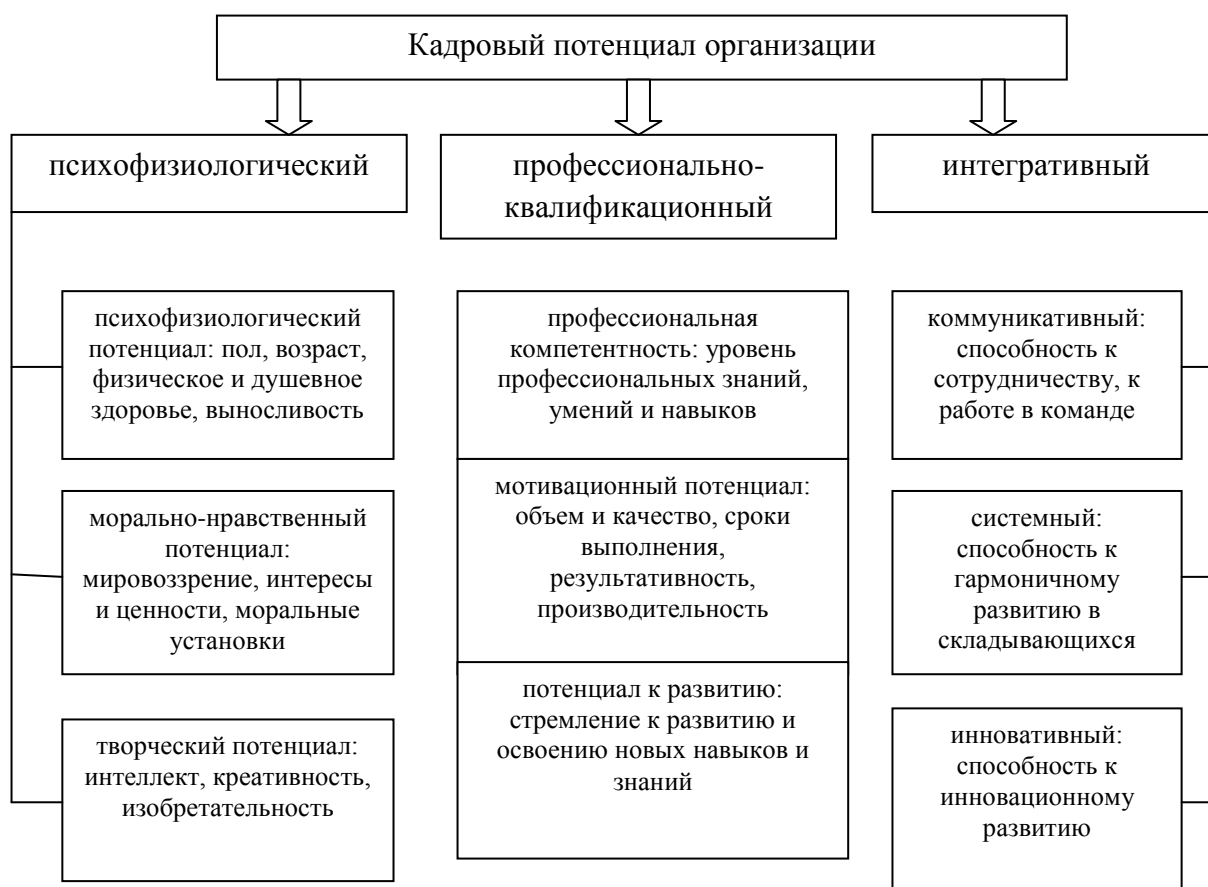 Кадровый потенциал организации
психофизиологический
профессионально-
квалификационный
интегративный
психофизиологический
потенциал: пол, возраст,
физическое и душевное
здоровье, выносливость
морально-нравственный
потенциал:
мировоззрение, интересы
и ценности, моральные
установки
творческий потенциал:
интеллект, креативность,
изобретательность
профессиональная
компетентность: уровень
профессиональных знаний,
умений и навыков
мотивационный потенциал:
объем и качество, сроки
выполнения,
результативность,
производительность
потенциал к развитию:
стремление к развитию и
освоению новых навыков и
знаний
коммуникативный:
способность к
сотрудничеству, к
работе в команде
системный:
способность к
гармоничному
развитию в
складывающихся
инновативный:
способность к
инновационному
развитию